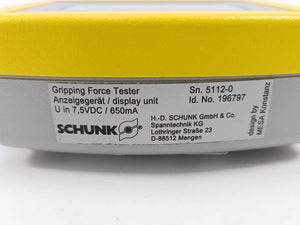 Gripping Force Tester
Anzeigegerät / display unit
U in 7,5VDC / 650mA
SCHUNK
Sn. 5112-0
Id. No. 196797
H.-D. SCHUNK GmbH & Co.
Spanntechnik KG
Lothringer Straße 23
D-88512 Mengen
design by
MESA Konstanz